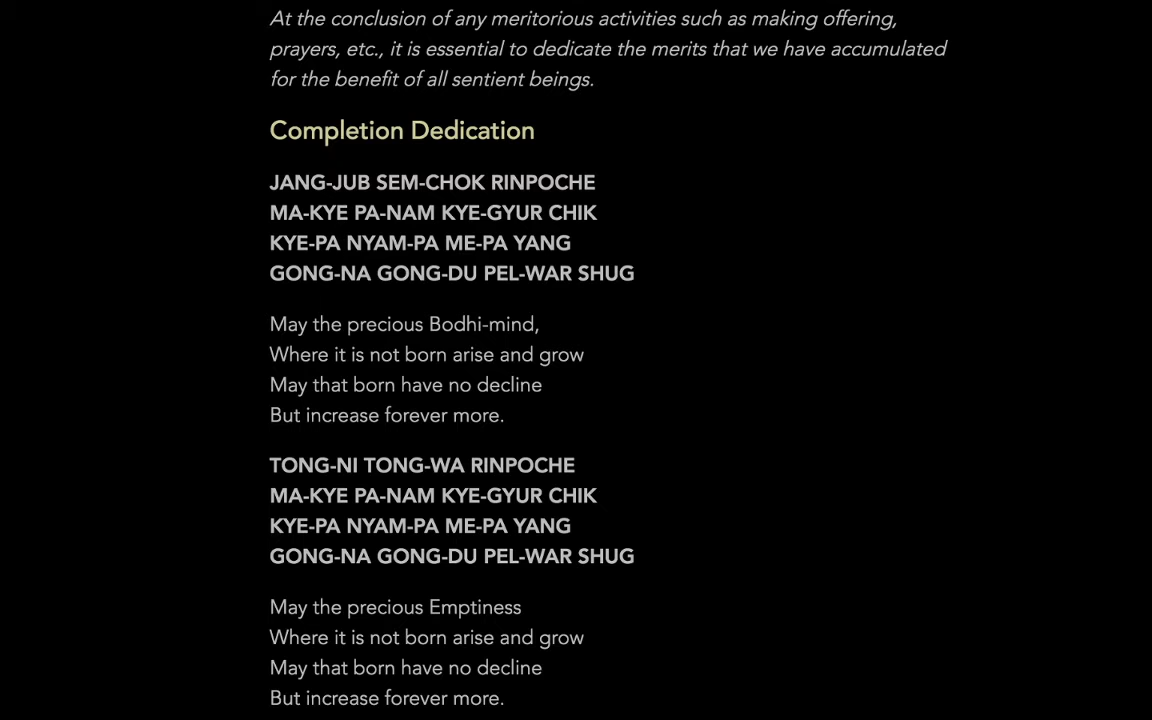 At the conclusion of any meritorious activities such as making offering,
prayers, etc., it is essential to dedicate the merits that we have accumulated
for the benefit of all sentient beings.
Completion Dedication
JANG-JUB SEM-CHOK RINPOCHE
MA-KYE PA-NAM KYE-GYUR CHIK
KYE-PA NYAM-PA ME-PA YANG
GONG-NA GONG-DU PEL-WAR SHUG
May the precious Bodhi-mind,
Where it is not born arise and grow
May that born have no decline
But increase forever more.
TONG-NI TONG-WA RINPOCHE
MA-KYE PA-NAM KYE-GYUR CHIK
KYE-PA NYAM-PA ME-PA YANG
GONG-NA GONG-DU PEL-WAR SHUG
May the precious Emptiness
Where it is not born arise and grow
May that born have no decline
But increase forever more.